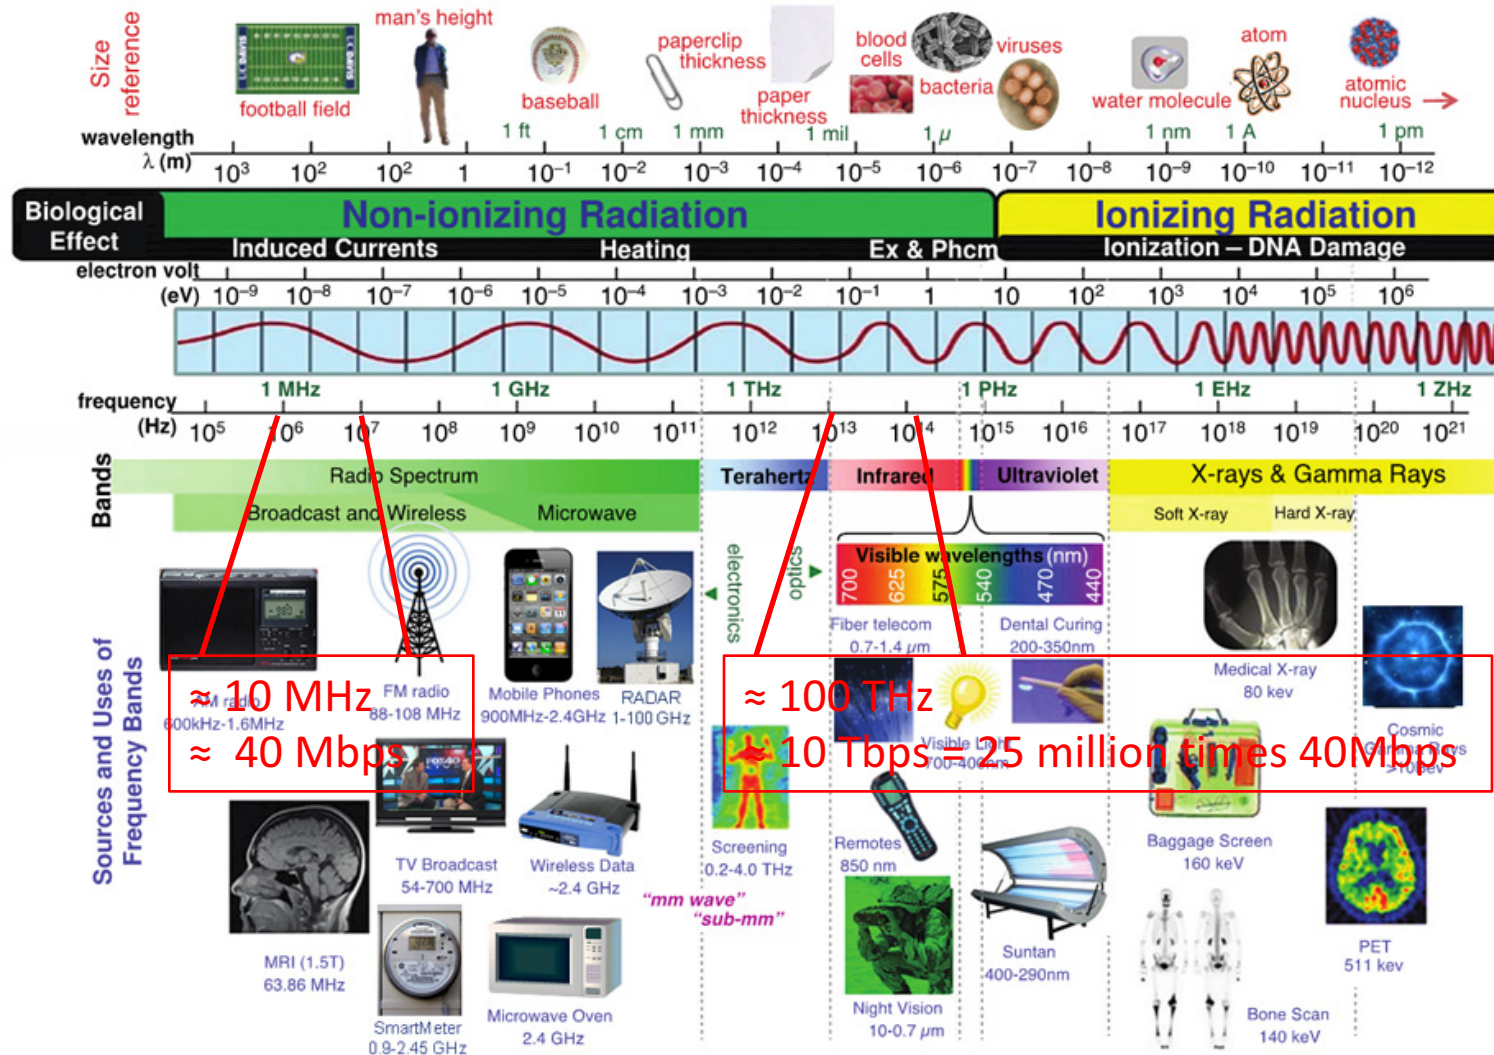 Size reference
football field
man's height
baseball
paperclip thickness
paper thickness
blood cells
bacteria
viruses
water molecule
atom
atomic nucleus
wavelength λ (m)
1 ft 1 cm 1 mm 1 mil 1 µ 1 nm 1 A 1 pm
10³ 10² 10² 1 10⁻¹ 10⁻² 10⁻³ 10⁻⁴ 10⁻⁵ 10⁻⁶ 10⁻⁷ 10⁻⁸ 10⁻⁹ 10⁻¹⁰ 10⁻¹¹ 10⁻¹²
Biological Effect
Non-ionizing Radiation
Ionizing Radiation
Induced Currents
Heating
Ex & Phcm
Ionization – DNA Damage
electron volt (eV)
10⁻⁹ 10⁻⁸ 10⁻⁷ 10⁻⁶ 10⁻⁵ 10⁻⁴ 10⁻³ 10⁻² 10⁻¹ 1 10 10² 10³ 10⁴ 10⁵ 10⁶
1 MHz 1 GHz 1 THz 1 PHz 1 EHz 1 ZHz
frequency (Hz)
10⁵ 10⁶ 10⁷ 10⁸ 10⁹ 10¹⁰ 10¹¹ 10¹² 10¹³ 10¹⁴ 10¹⁵ 10¹⁶ 10¹⁷ 10¹⁸ 10¹⁹ 10²⁰ 10²¹
Bands
Radio Spectrum
Terahertz
Infrared
Ultraviolet
X-rays & Gamma Rays
Broadcast and Wireless
Microwave
Soft X-ray
Hard X-ray
electronics
optics
Visible wavelengths (nm)
700 625 575 540 470 440
Sources and Uses of
Frequency Bands
AM radio
600kHz-1.6MHz
FM radio
88-108 MHz
Mobile Phones
900MHz-2.4GHz
RADAR
1-100 GHz
Fiber telecom
0.7-1.4 µm
Dental Curing
200-350nm
Medical X-ray
80 kev
Visible Light
700-400nm
Cosmic
Gamma Rays
≈ 10 MHz
≈ 40 Mbps
≈ 100 THz
≈ 10 Tbps = 25 million times 40Mbps
TV Broadcast
54-700 MHz
Wireless Data
~2.4 GHz
Screening
0.2-4.0 THz
Remotes
850 nm
Baggage Screen
160 keV
"mm wave"
"sub-mm"
MRI (1.5T)
63.86 MHz
SmartMeter
0.9-2.45 GHz
Microwave Oven
2.4 GHz
Night Vision
10-0.7 µm
Suntan
400-290nm
Bone Scan
140 keV
PET
511 kev